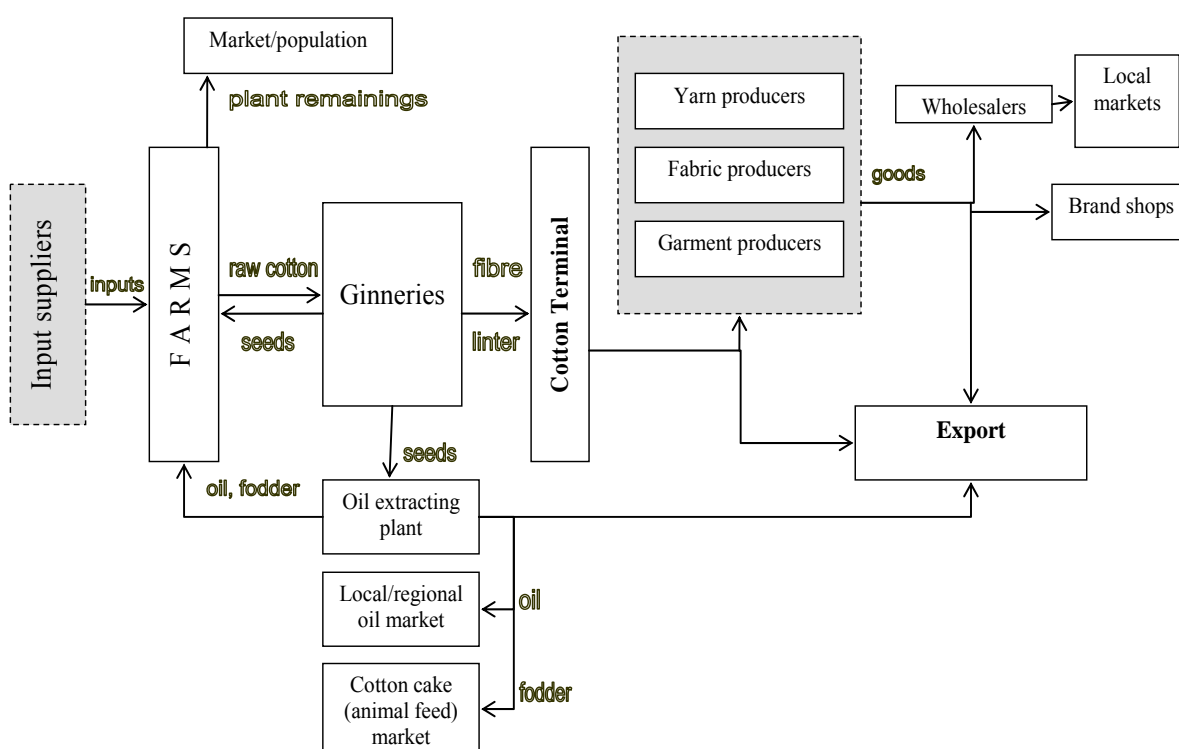 Market/population
plant remainings
Input suppliers
inputs
FARMS
raw cotton
seeds
Ginneries
fibre
linter
Cotton Terminal
Yarn producers
Fabric producers
Garment producers
goods
Wholesalers
Local
markets
Brand shops
Export
seeds
oil, fodder
Oil extracting
plant
Local/regional
oil market
oil
Cotton cake
(animal feed)
market
fodder